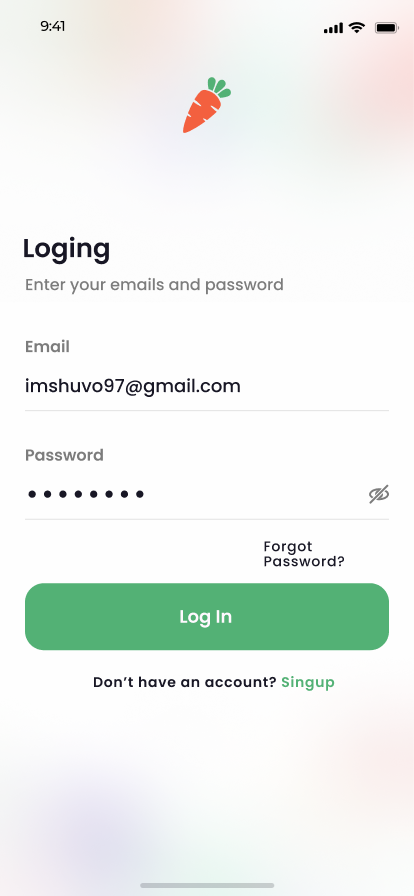 9:41
Loging
Enter your emails and password
Email
imshuvo97@gmail.com
Password
Forgot
Password?
Log In
Don’t have an account? Singup